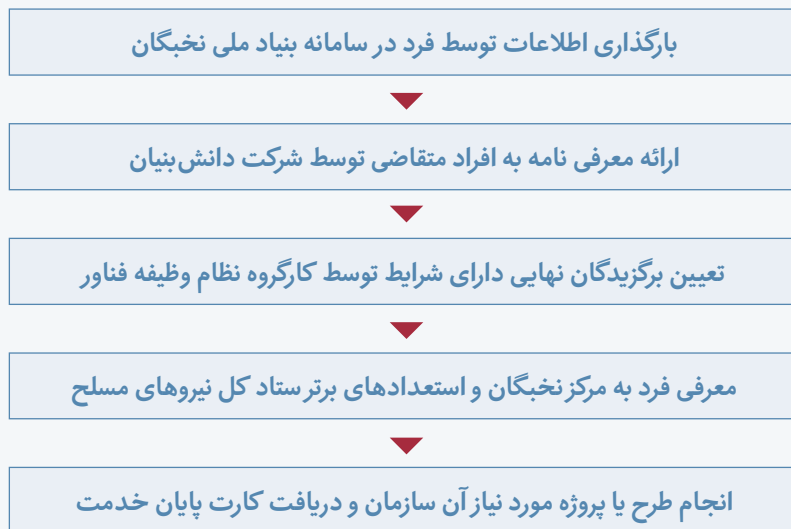 بارگذاری اطلاعات توسط فرد در سامانه بنیاد ملی نخبگان
ارائه معرفی نامه به افراد متقاضی توسط شرکت دانش‌بنیان
تعیین برگزیدگان نهایی دارای شرایط توسط کارگروه نظام وظیفه فناور
معرفی فرد به مرکز نخبگان و استعدادهای برتر ستاد کل نیروهای مسلح
انجام طرح یا پروژه مورد نیاز آن سازمان و دریافت کارت پایان خدمت